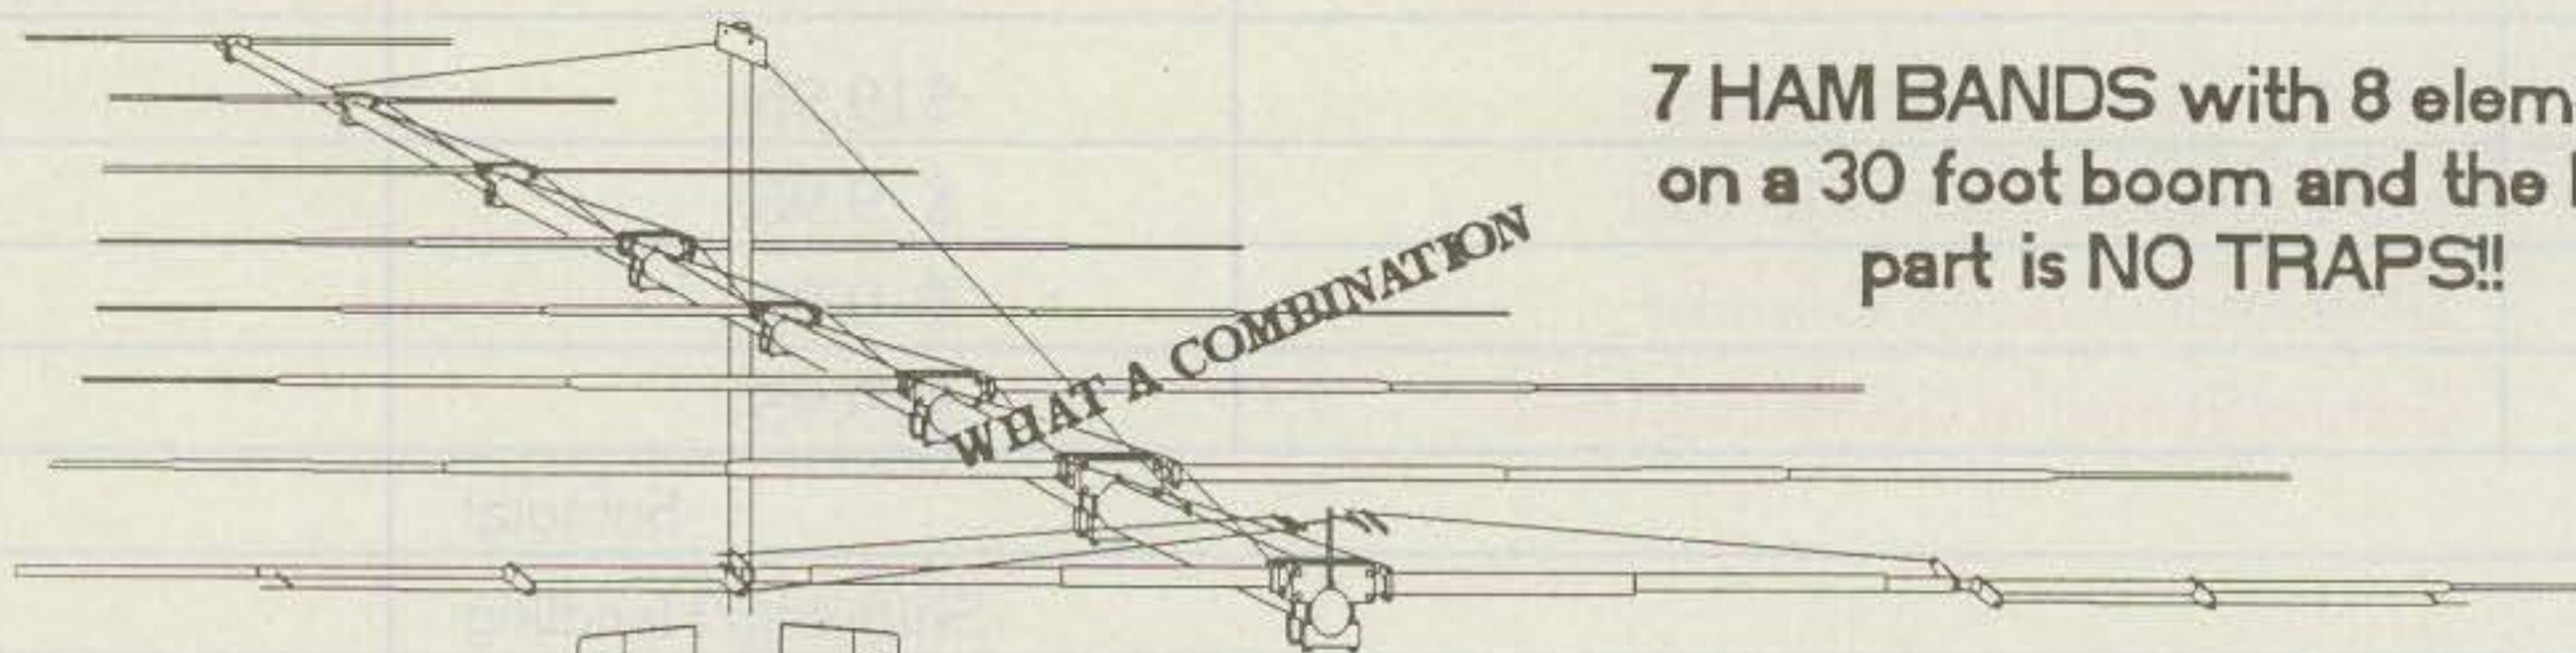 7 HAM BANDS with 8 elem
on a 30 foot boom and the
part is NO TRAPS!!
WHAT A COMBINATION